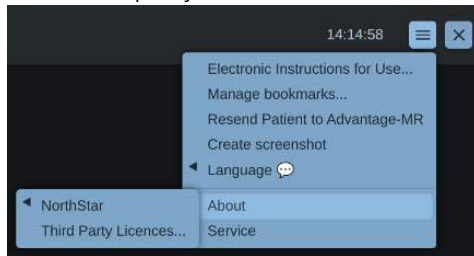 14:14:58
Electronic Instructions for Use...
Manage bookmarks...
Resend Patient to Advantage-MR
Create screenshot
Language
NorthStar
About
Third Party Licences...
Service